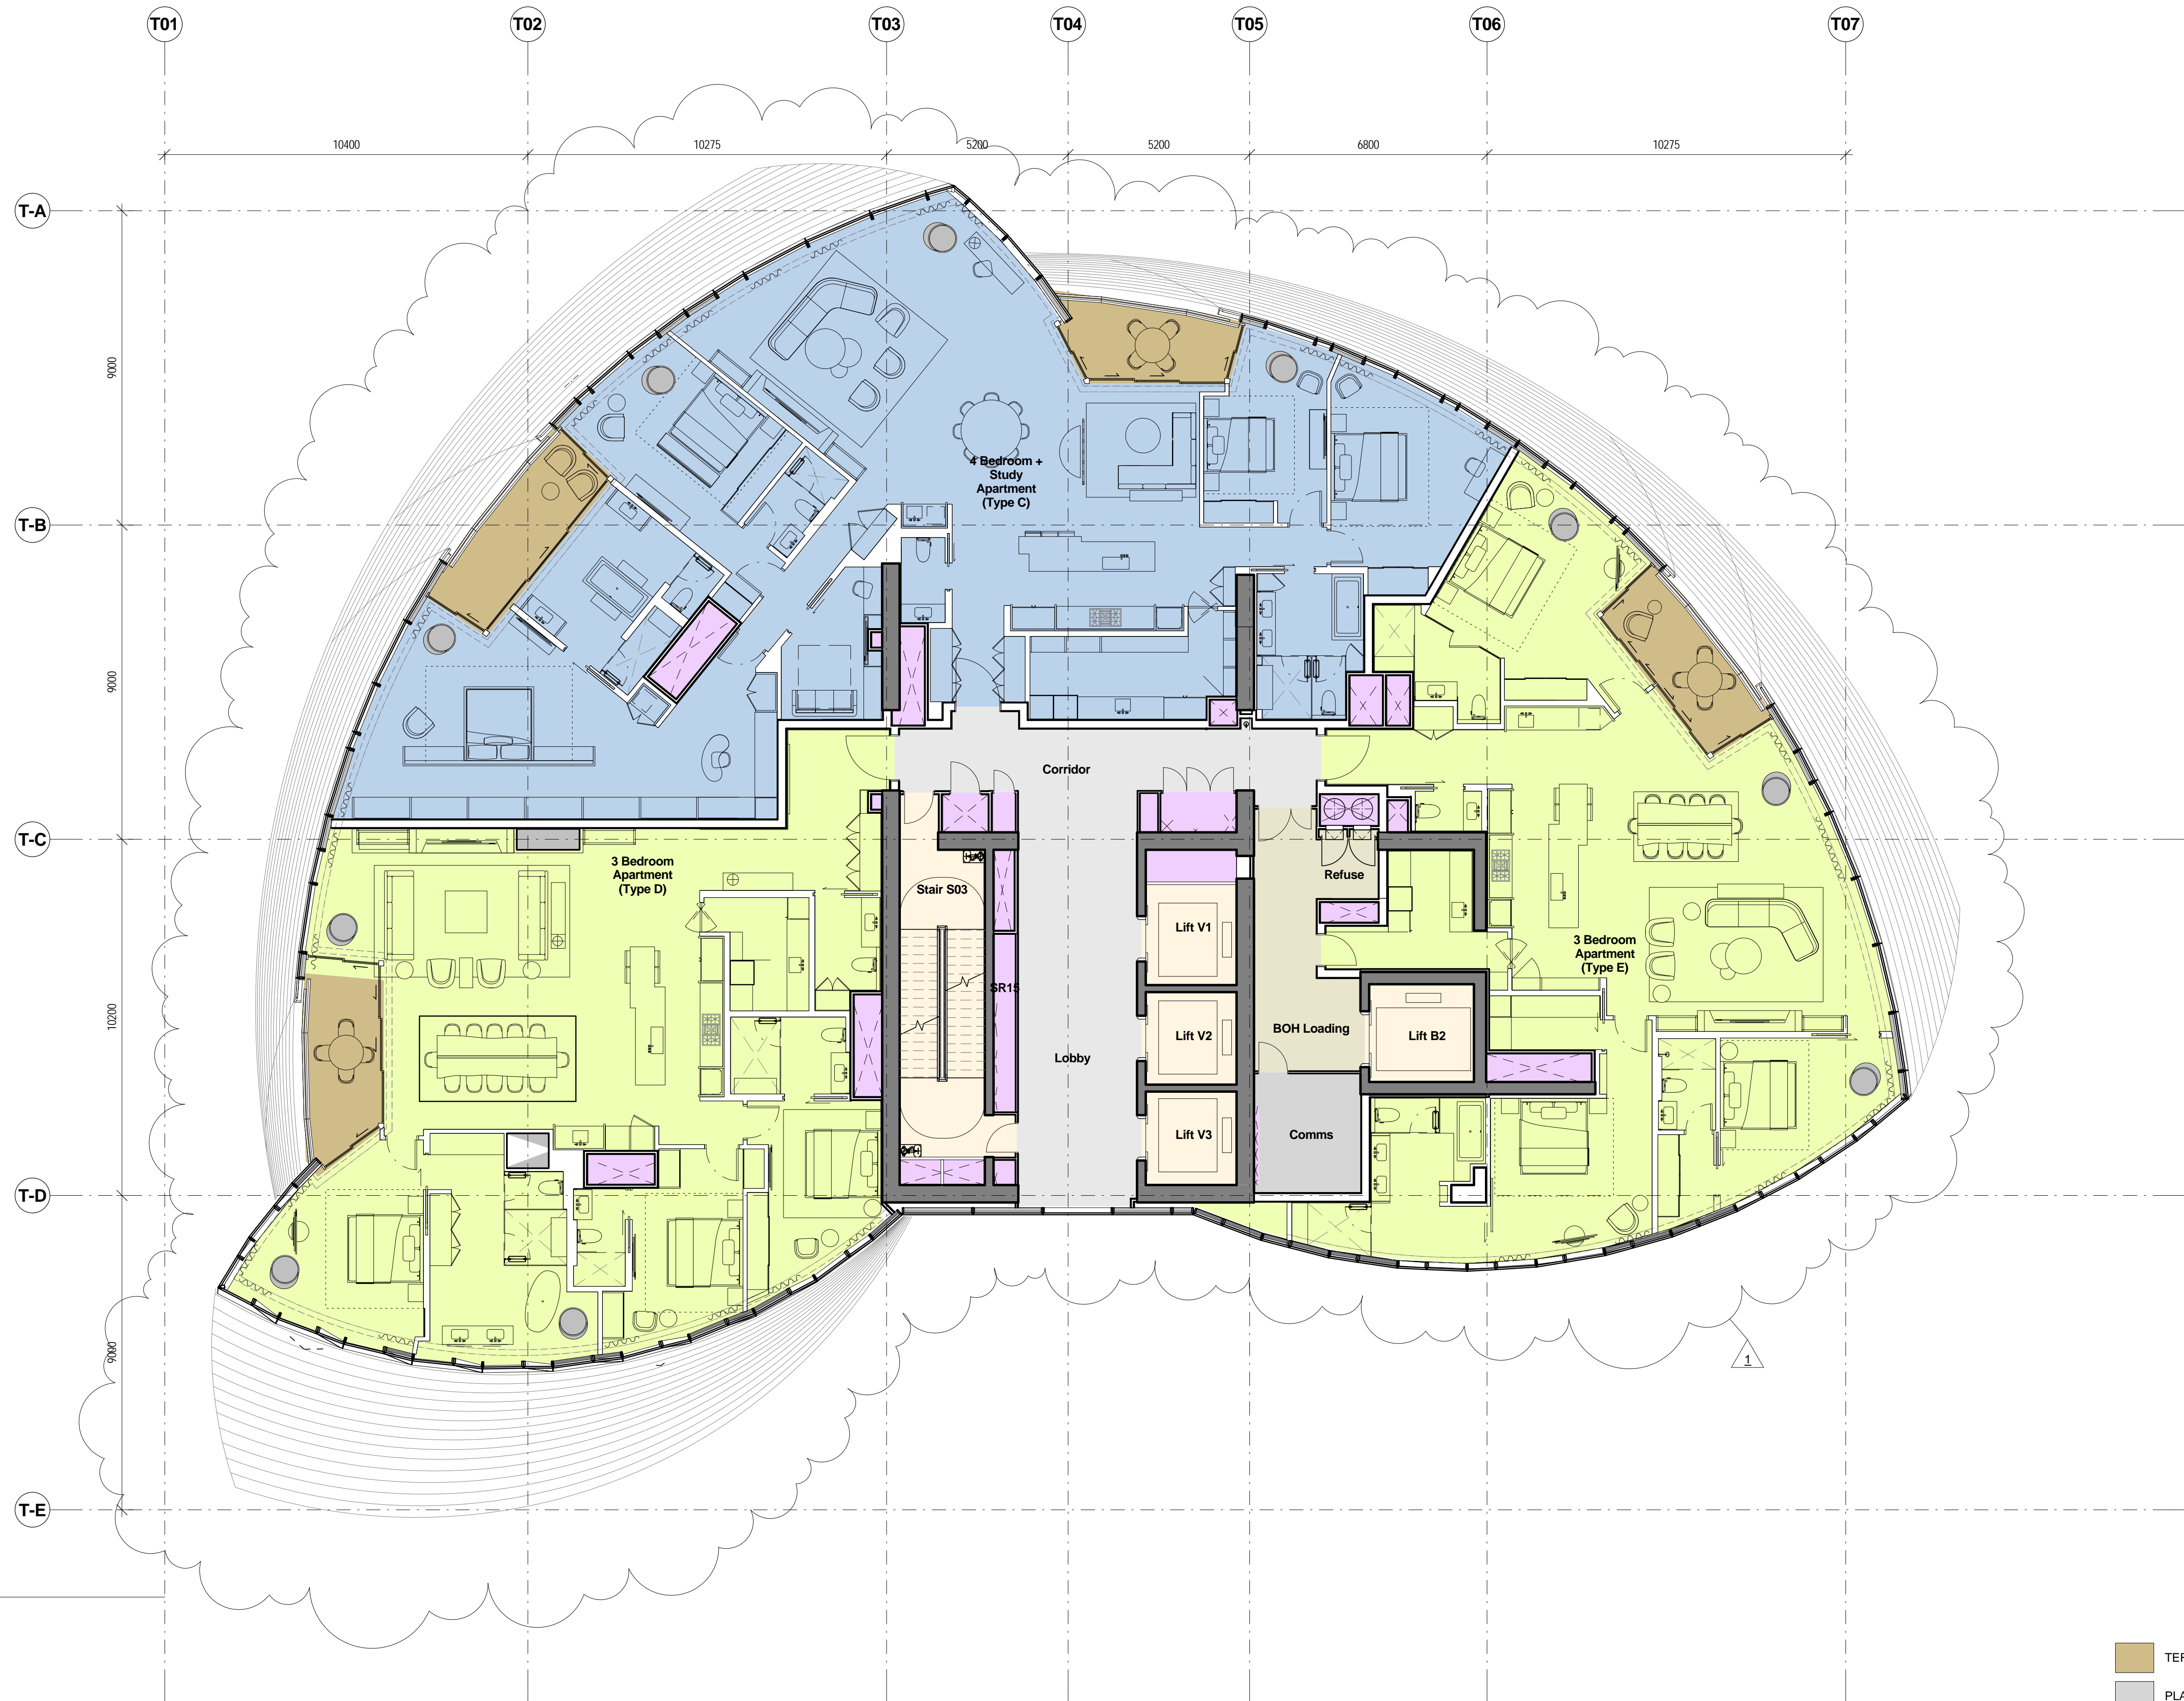 T01 T02 T03 T04 T05 T06 T07
10400 10275 5200 5200 6800 10275
T-A
9000
4 Bedroom +
Study
Apartment
(Type C)
T-B
9000
Corridor
T-C
3 Bedroom
Apartment
(Type D)
Stair S03
Refuse
Lift V1
3 Bedroom
Apartment
(Type E)
SR15
10200
BOH Loading
Lift V2
Lift B2
Lobby
Lift V3
Comms
T-D
9090
1
T-E